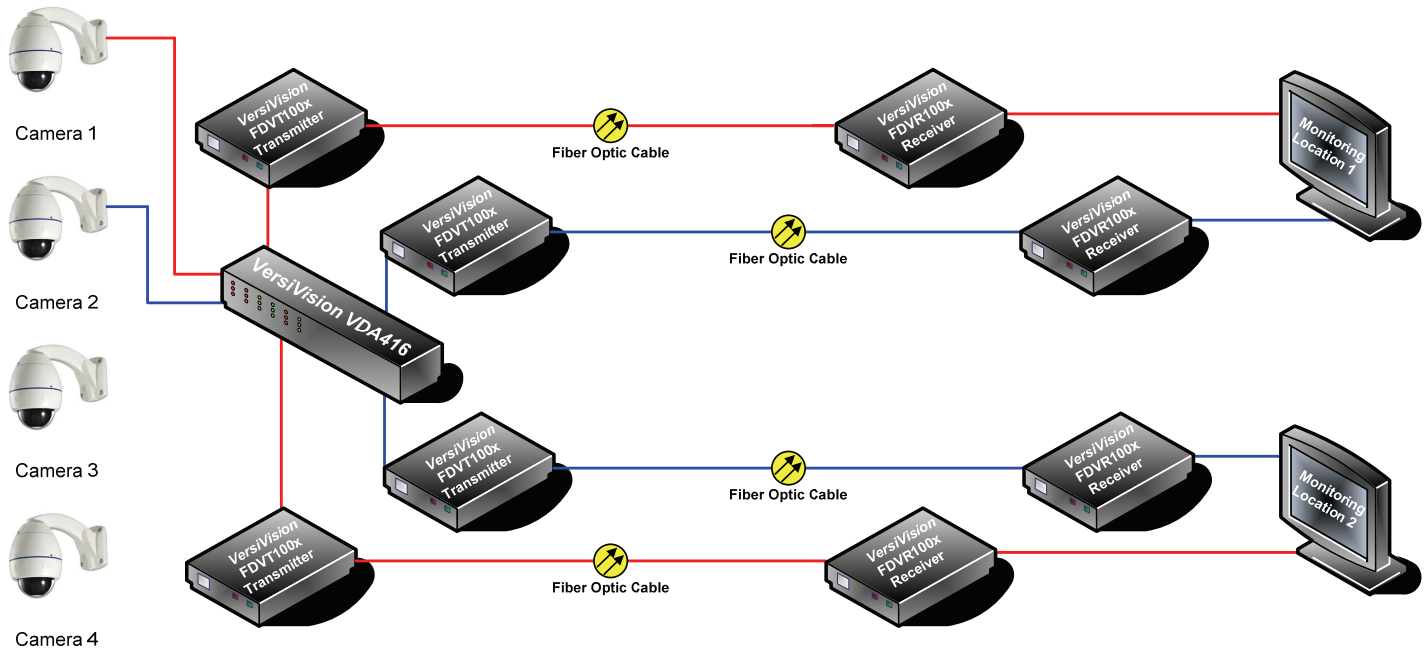 Camera 1
VersiVision
FDVT100x
Transmitter
Fiber Optic Cable
VersiVision
FDVR100x
Receiver
Monitoring
Location 1
Camera 2
VersiVision
FDVT100x
Transmitter
Fiber Optic Cable
VersiVision
FDVR100x
Receiver
VersiVision VDA416
Camera 3
VersiVision
FDVT100x
Transmitter
Fiber Optic Cable
VersiVision
FDVR100x
Receiver
Monitoring
Location 2
Camera 4
VersiVision
FDVT100x
Transmitter
Fiber Optic Cable
VersiVision
FDVR100x
Receiver